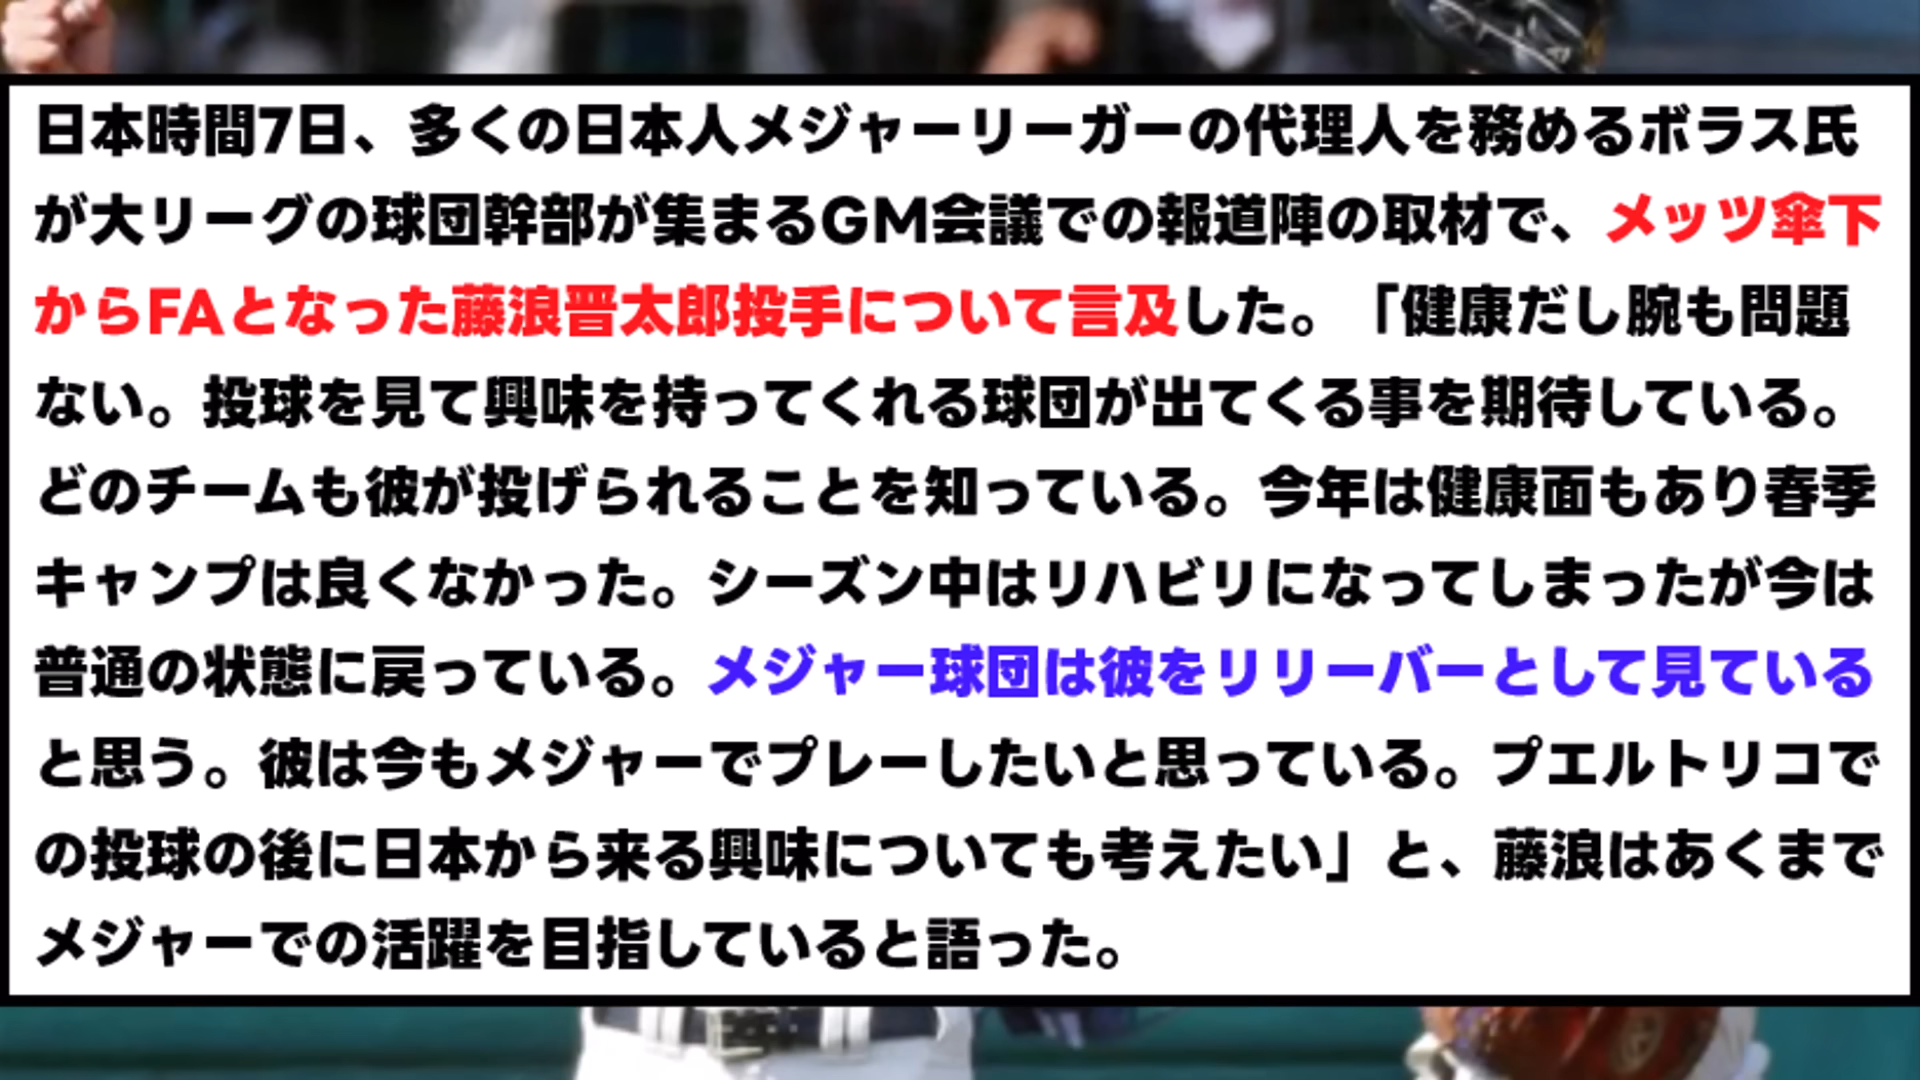 日本時間7日、多くの日本人メジャーリーガーの代理人を務めるボラス氏
が大リーグの球団幹部が集まるGM会議での報道陣の取材で、メッツ傘下
からFAとなった藤浪晋太郎投手について言及した。「健康だし腕も問題
ない。投球を見て興味を持ってくれる球団が出てくる事を期待している。
どのチームも彼が投げられることを知っている。今年は健康面もあり春季
キャンプは良くなかった。シーズン中はリハビリになってしまったが今は
普通の状態に戻っている。メジャー球団は彼をリリーバーとして見ている
と思う。彼は今もメジャーでプレーしたいと思っている。プエルトリコで
の投球の後に日本から来る興味についても考えたい」と、藤浪はあくまで
メジャーでの活躍を目指していると語った。